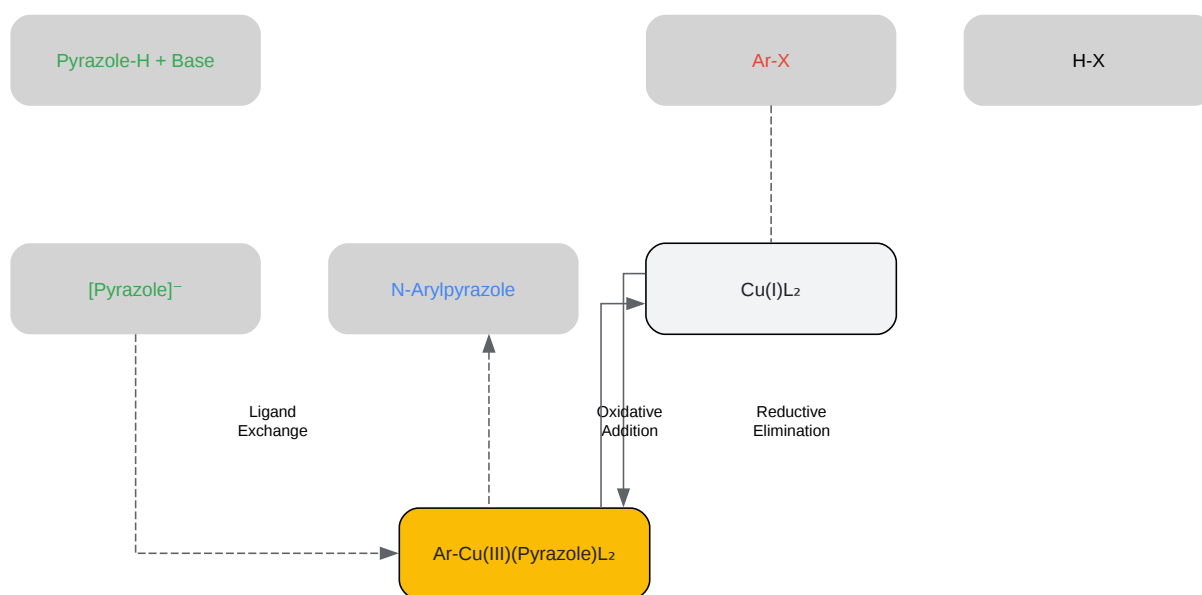 Pyrazole-H + Base
Ar-X
H-X
[Pyrazole]⁻
N-Arylpyrazole
Cu(I)L₂
Ligand
Exchange
Oxidative
Addition
Reductive
Elimination
Ar-Cu(III)(Pyrazole)L₂